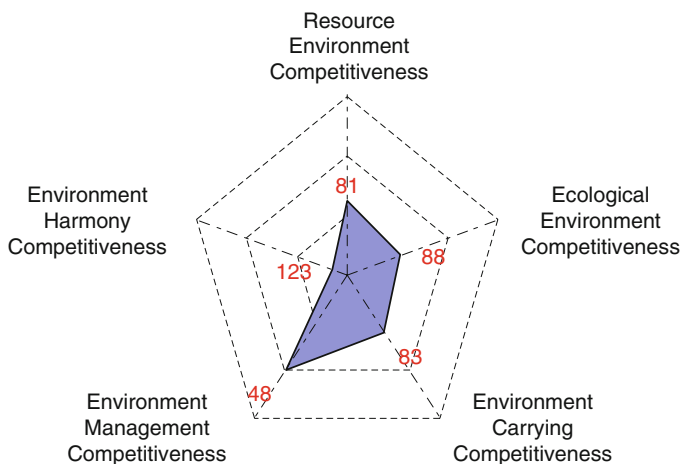 Resource
Environment
Competitiveness
81
Environment
Harmony
Competitiveness
123
Ecological
Environment
Competitiveness
88
83
48
Environment
Management
Competitiveness
Environment
Carrying
Competitiveness